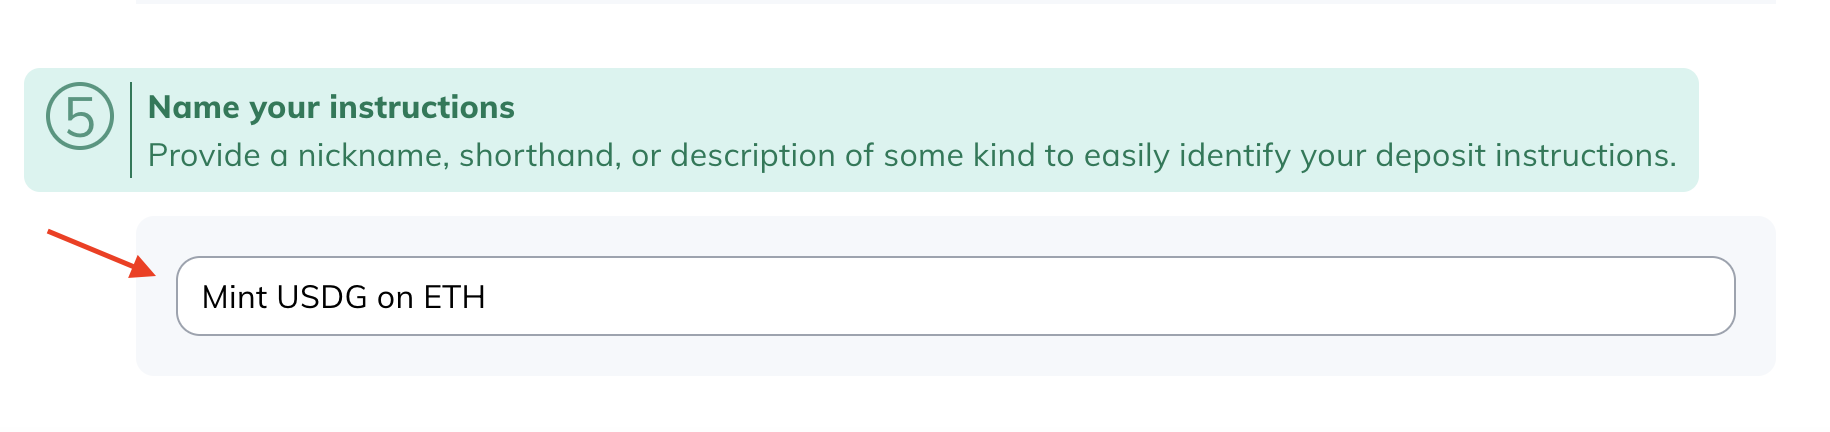 5
Name your instructions
Provide a nickname, shorthand, or description of some kind to easily identify your deposit instructions.
Mint USDG on ETH